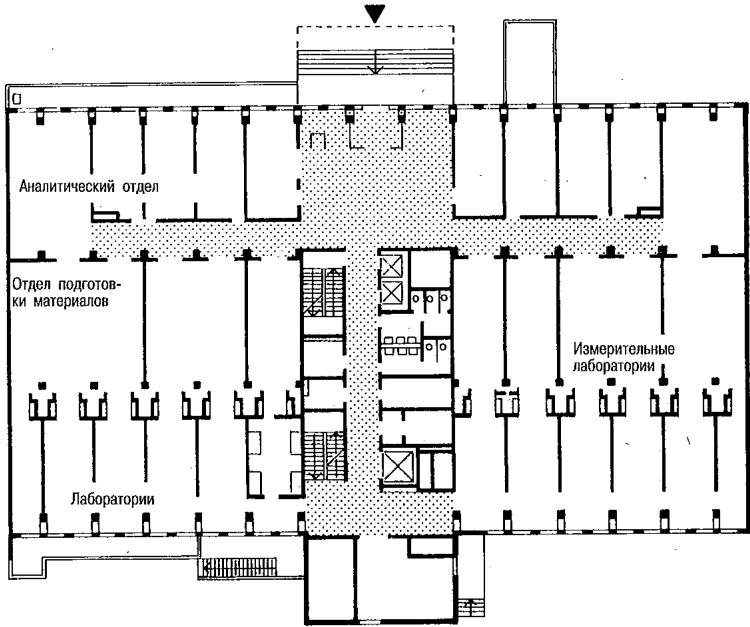 Аналитический отдел
Отдел подготов-
ки материалов
Измерительные
лаборатории
Лаборатории